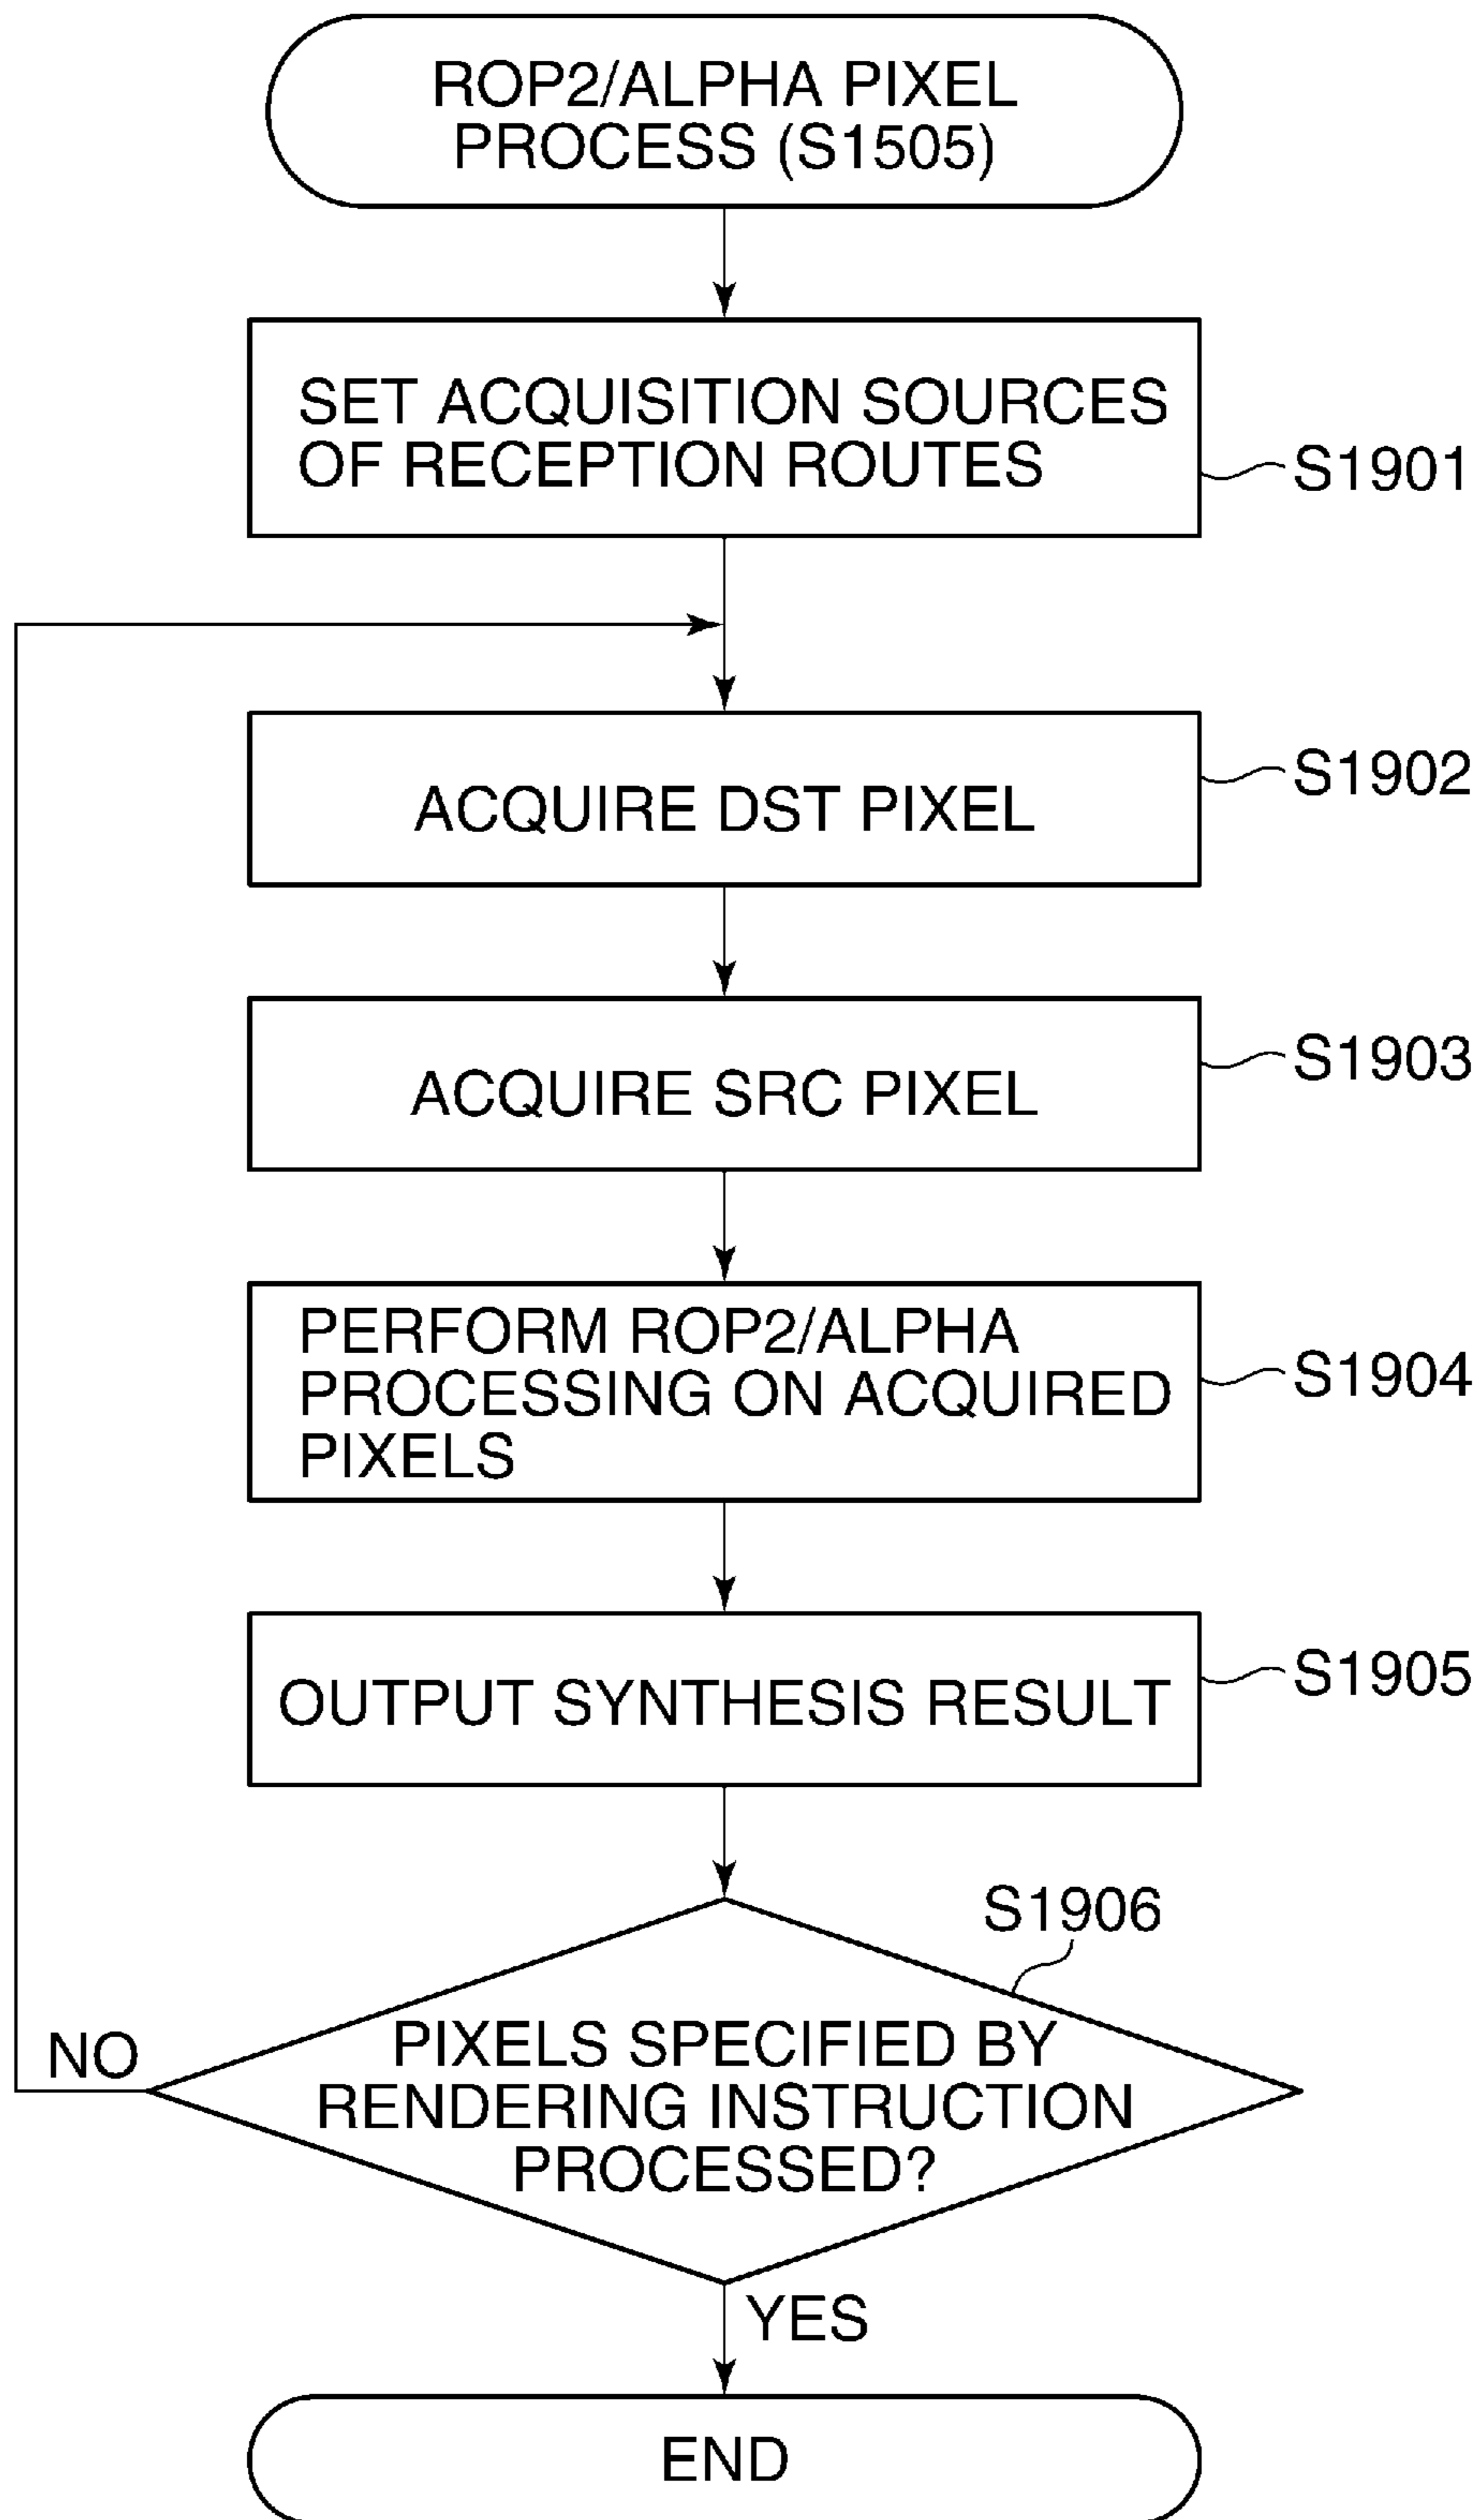 ROP2/ALPHA PIXEL
PROCESS (S1505)
SET ACQUISITION SOURCES
OF RECEPTION ROUTES
S1901
ACQUIRE DST PIXEL
S1902
ACQUIRE SRC PIXEL
S1903
PERFORM ROP2/ALPHA
PROCESSING ON ACQUIRED
PIXELS
S1904
OUTPUT SYNTHESIS RESULT
S1905
S1906
PIXELS SPECIFIED BY
RENDERING INSTRUCTION
PROCESSED?
NO
YES
END